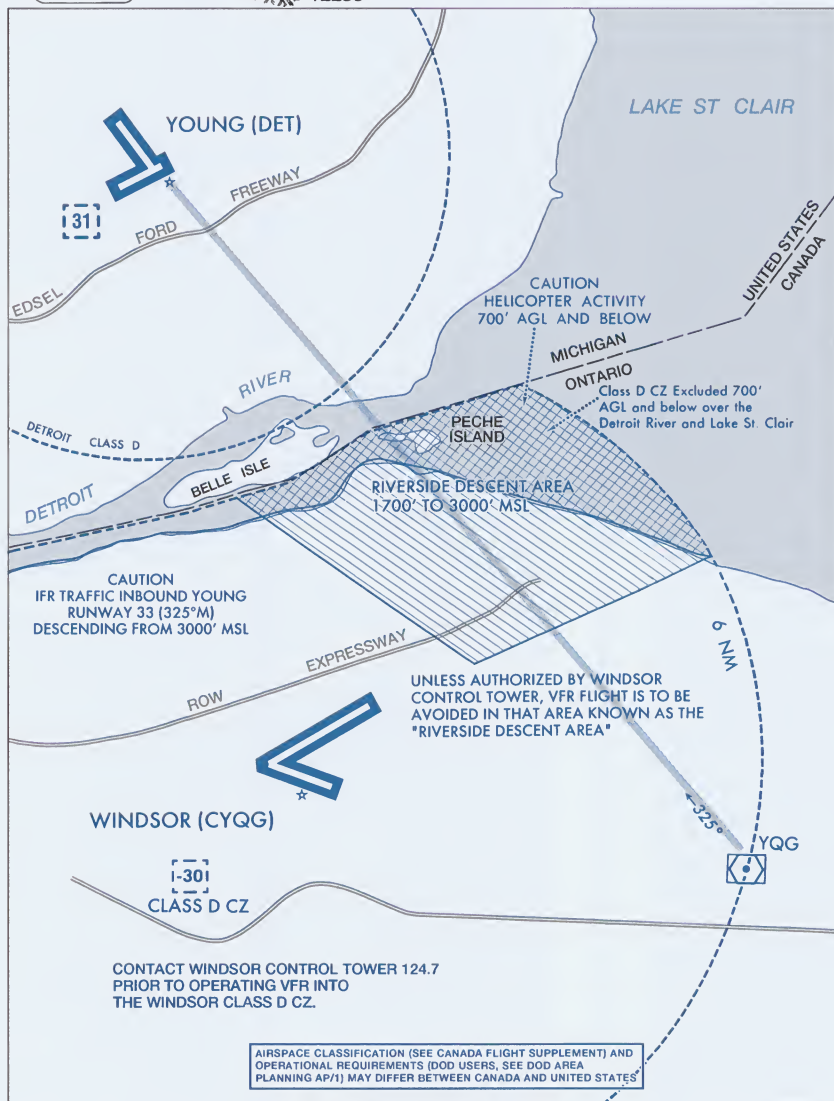 LAKE ST CLAIR
YOUNG (DET)
31
EDSEL
FORD
FREEWAY
UNITED STATES
CANADA
CAUTION
HELICOPTER ACTIVITY
700' AGL AND BELOW
MICHIGAN
ONTARIO
Class D CZ Excluded 700'
AGL and below over the
Detroit River and Lake St. Clair
DETROIT
RIVER
DETROIT CLASS D
BELLE ISLE
PECHE
ISLAND
RIVERSIDE DESCENT AREA
1700' TO 3000' MSL
CAUTION
IFR TRAFFIC INBOUND YOUNG
RUNWAY 33 (325°M)
DESCENDING FROM 3000' MSL
6 NM
ROW
EXPRESSWAY
UNLESS AUTHORIZED BY WINDSOR
CONTROL TOWER, VFR FLIGHT IS TO BE
AVOIDED IN THAT AREA KNOWN AS THE
"RIVERSIDE DESCENT AREA"
WINDSOR (CYQG)
325°
YQG
-30
CLASS D CZ
CONTACT WINDSOR CONTROL TOWER 124.7
PRIOR TO OPERATING VFR INTO
THE WINDSOR CLASS D CZ.
AIRSPACE CLASSIFICATION (SEE CANADA FLIGHT SUPPLEMENT) AND
OPERATIONAL REQUIREMENTS (DOD USERS, SEE DOD AREA
PLANNING AP/1) MAY DIFFER BETWEEN CANADA AND UNITED STATES